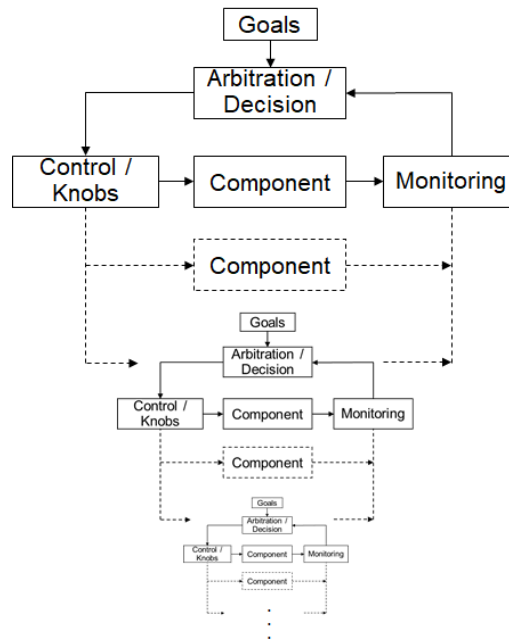 Goals
Arbitration /
Decision
Control /
Knobs
Component
Monitoring
Component
Goals
Arbitration /
Decision
Control /
Knobs
Component
Monitoring
Component
Goals
Arbitration /
Decision
Control /
Knobs
Component
Monitoring
Component